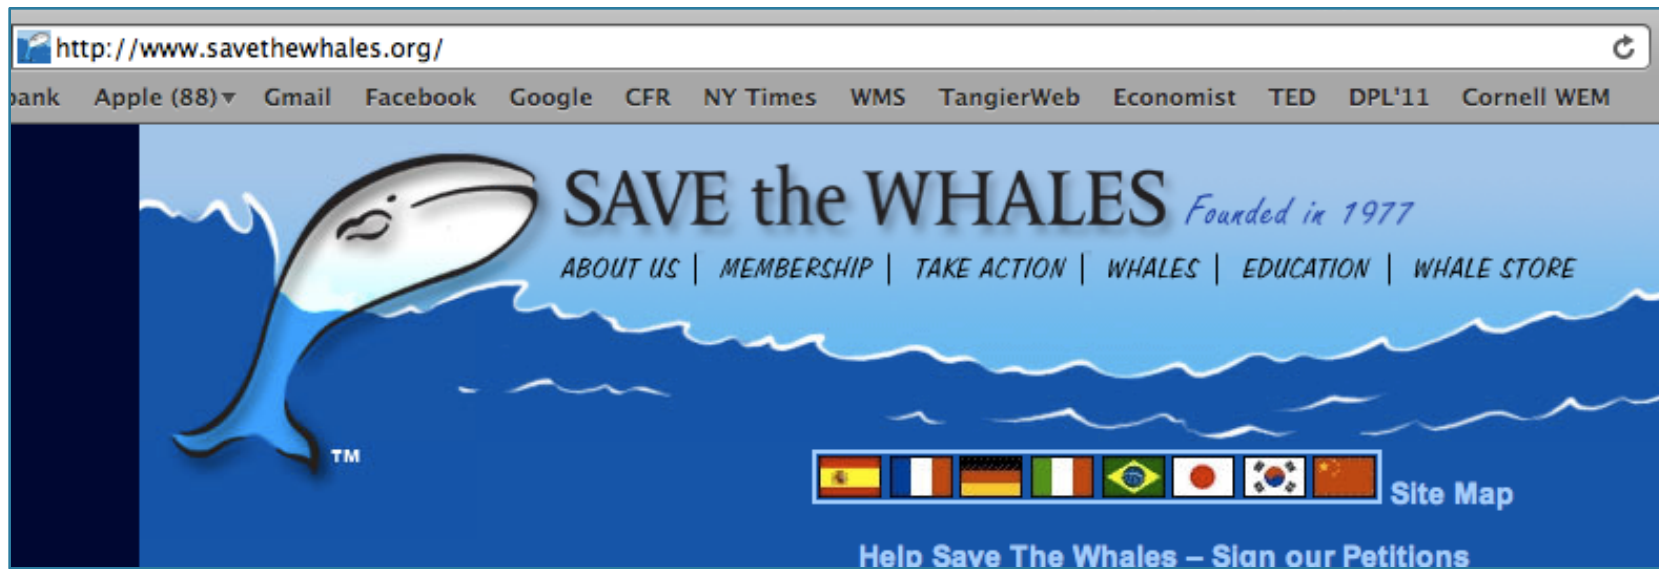 http://www.savethewhales.org/
Apple (88) Gmail Facebook Google CFR NY Times WMS TangierWeb Economist TED DPL'11 Cornell WEM
SAVE the WHALES Founded in 1977
ABOUT US | MEMBERSHIP | TAKE ACTION | WHALES | EDUCATION | WHALE STORE
TM
Site Map
Help Save The Whales – Sign our Petitions